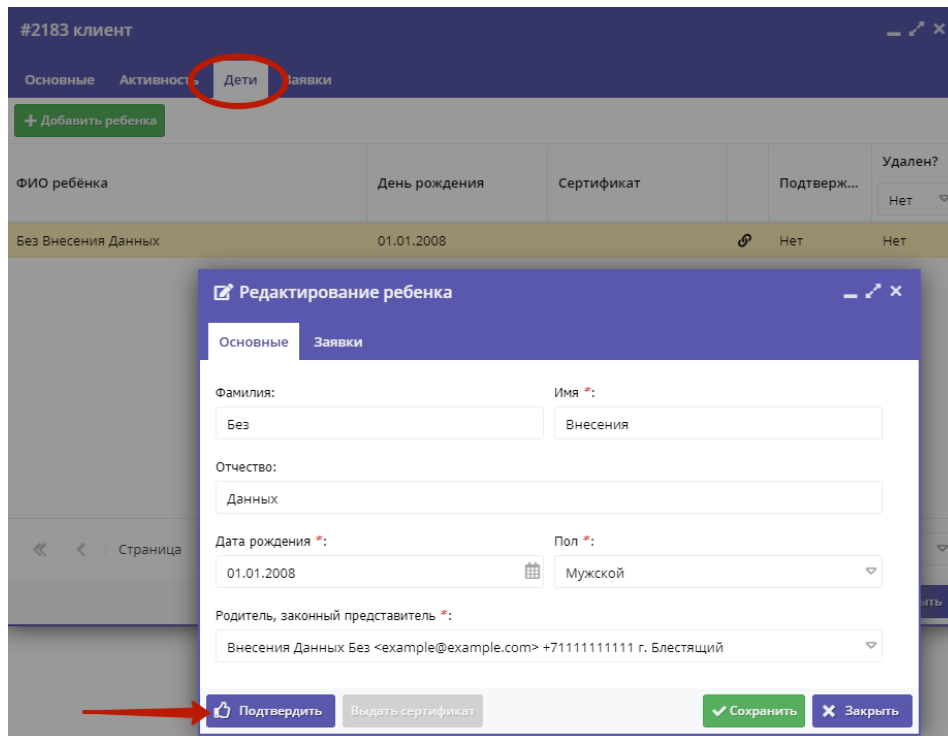 #2183 клиент
Основные Активность Дети Заявки
Добавить ребенка
ФИО ребёнка День рождения Сертификат Подтверж... Удален?
Нет
Без Внесения Данных 01.01.2008 Нет Нет
Редактирование ребенка
Основные Заявки
Фамилия: Имя *:
Без Внесения
Отчество:
Данных
Страница
Дата рождения *: Пол *:
01.01.2008 Мужской
Родитель, законный представитель *:
Внесения Данных Без <example@example.com> +71111111111 г. Блестящий
Подтвердить Выдать сертификат Сохранить Закрыть